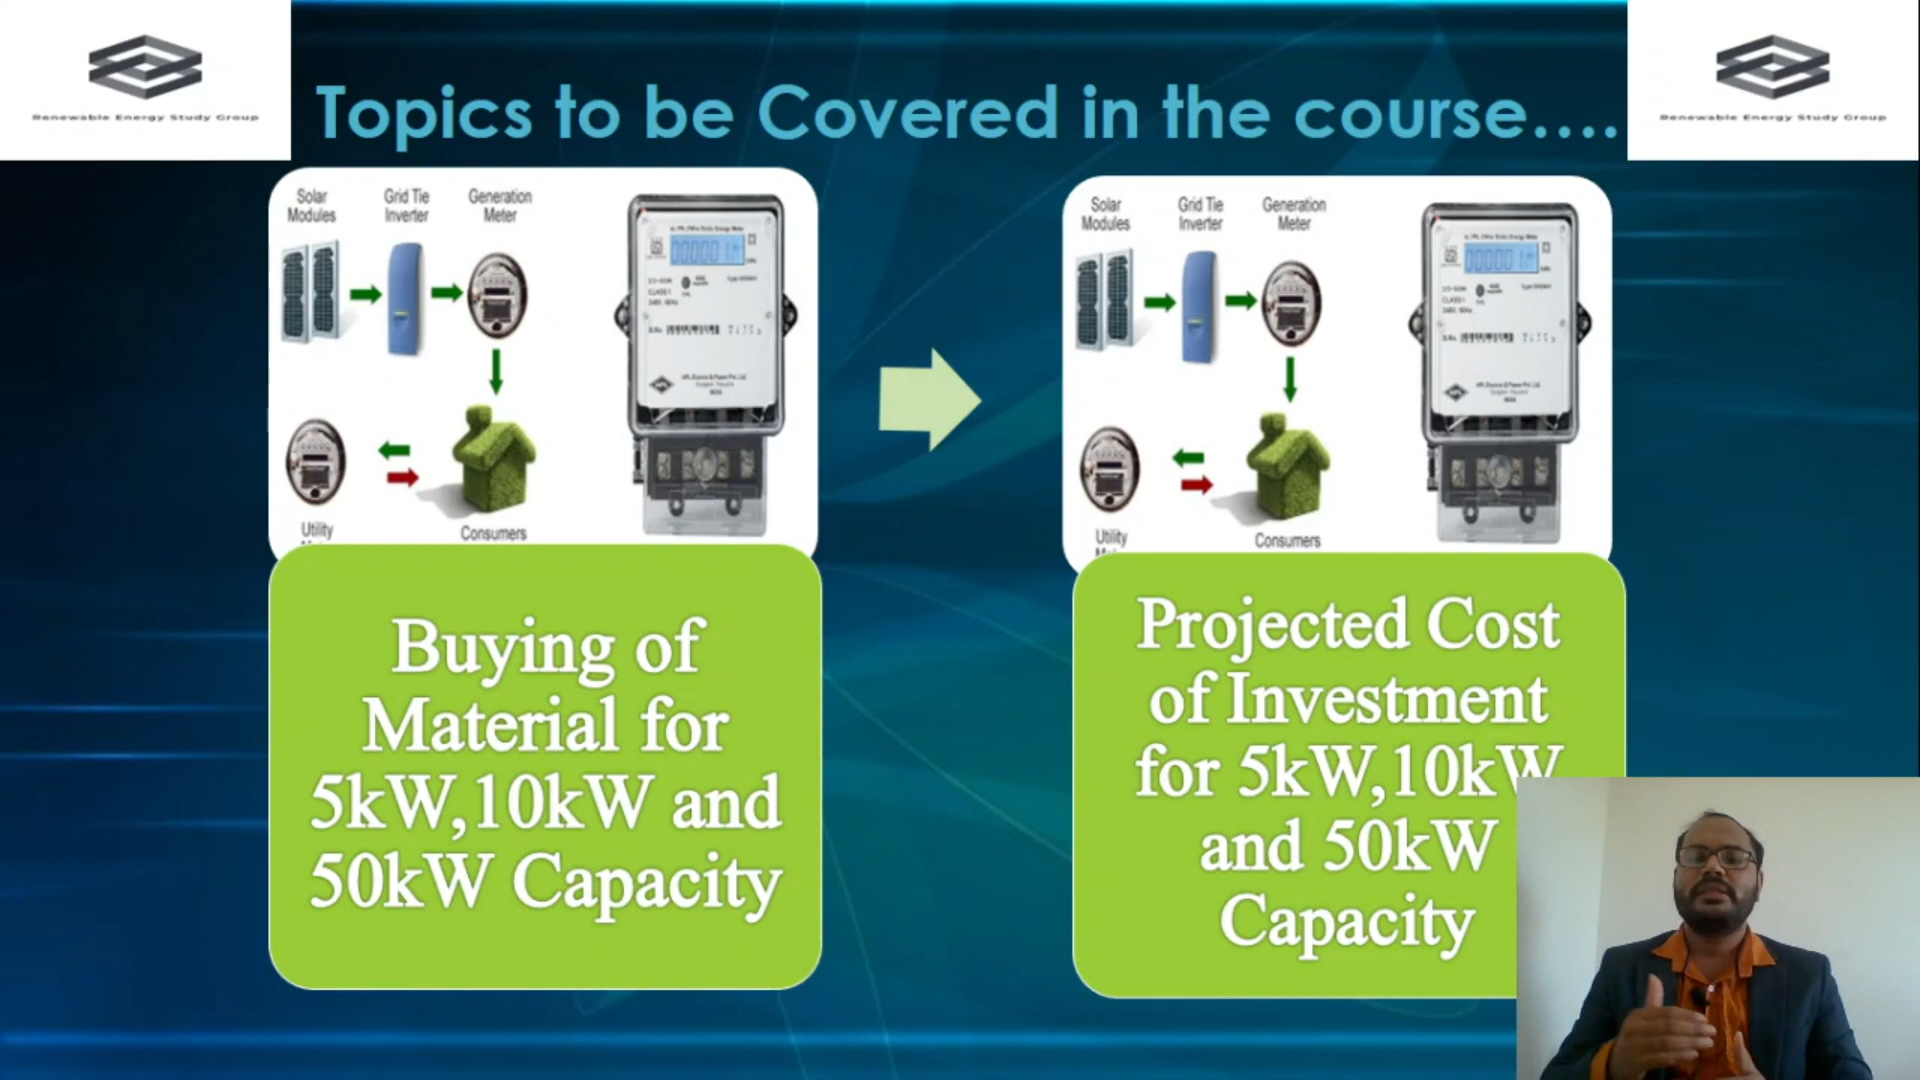 Renewable Energy Study Group
Topics to be Covered in the course....
Renewable Energy Study Group
Solar
Modules
Grid Tie
Inverter
Generation
Meter
Utility
Consumers
Buying of
Material for
5kW,10kW and
50kW Capacity
Solar
Modules
Grid Tie
Inverter
Generation
Meter
Utility
Consumers
Projected Cost
of Investment
for 5kW,10kW
and 50kW
Capacity